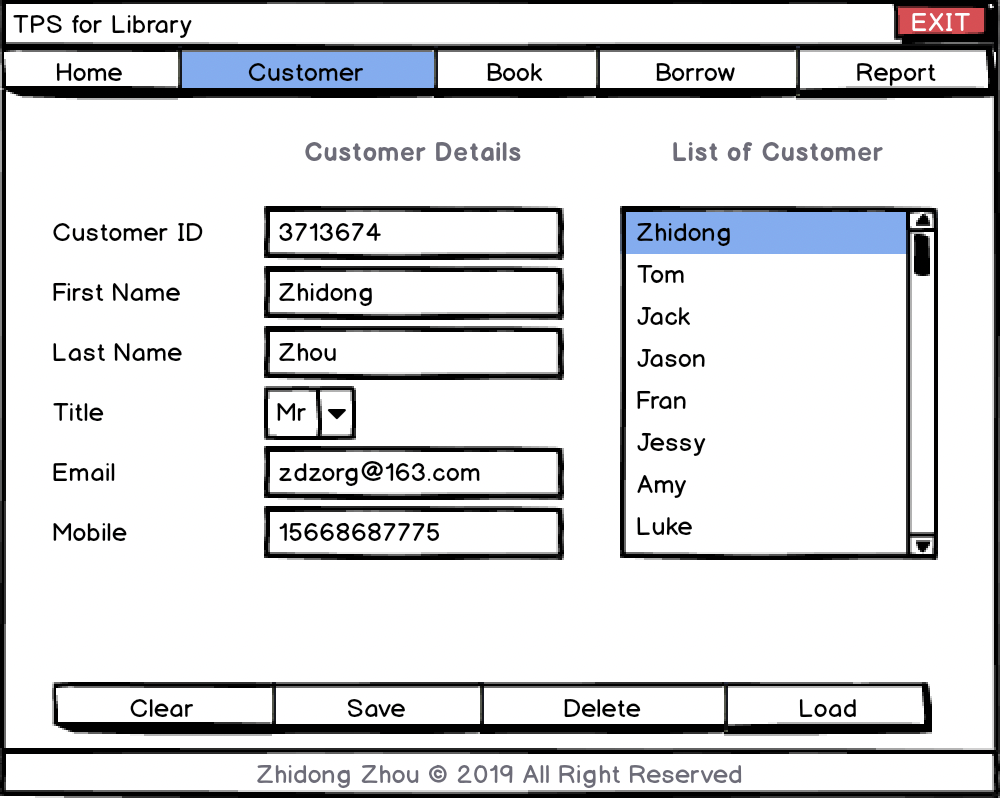 TPS for Library
EXIT
Home Customer Book Borrow Report
Customer Details
List of Customer
Customer ID 3713674
First Name Zhidong
Last Name Zhou
Title Mr
Email zdzorg@163.com
Mobile 15668687775
Zhidong
Tom
Jack
Jason
Fran
Jessy
Amy
Luke
Clear Save Delete Load
Zhidong Zhou © 2019 All Right Reserved